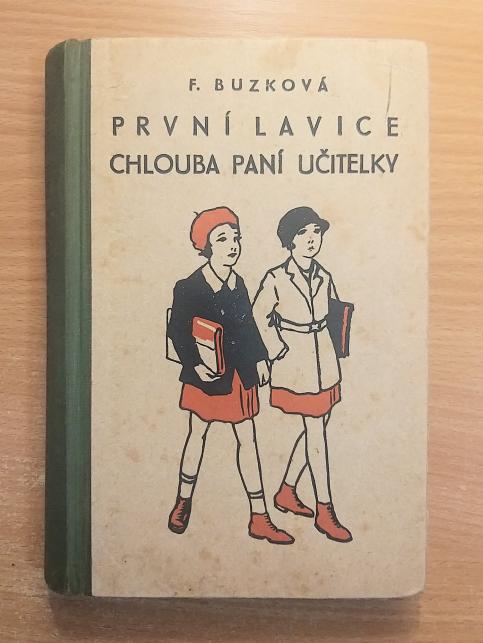 F. BUZKOVÁ
PRVNÍ LAVICE
CHLOUBA PANÍ UČITELKY